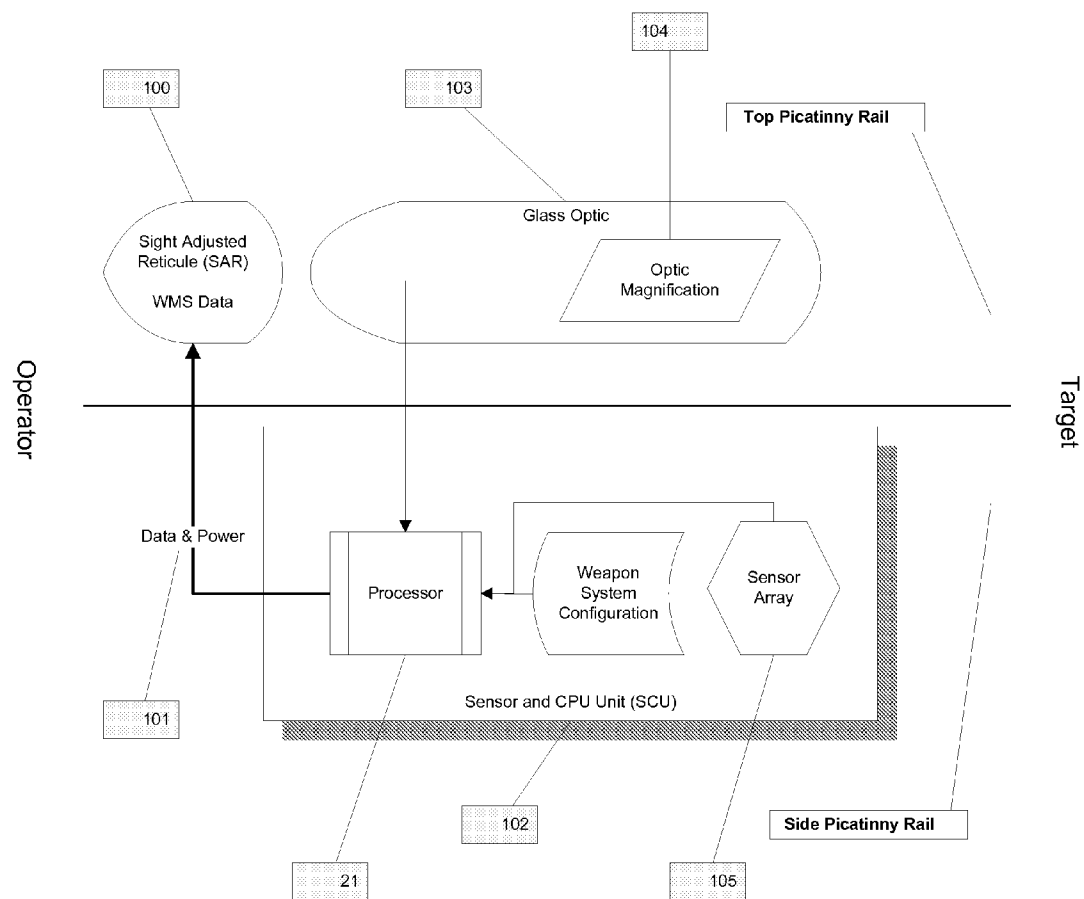 104
100
103
Top Picatinny Rail
Glass Optic
Sight Adjusted
Reticule (SAR)
WMS Data
Optic
Magnification
Operator
Target
Data & Power
Processor
Weapon
System
Configuration
Sensor
Array
Sensor and CPU Unit (SCU)
101
102
Side Picatinny Rail
21
105